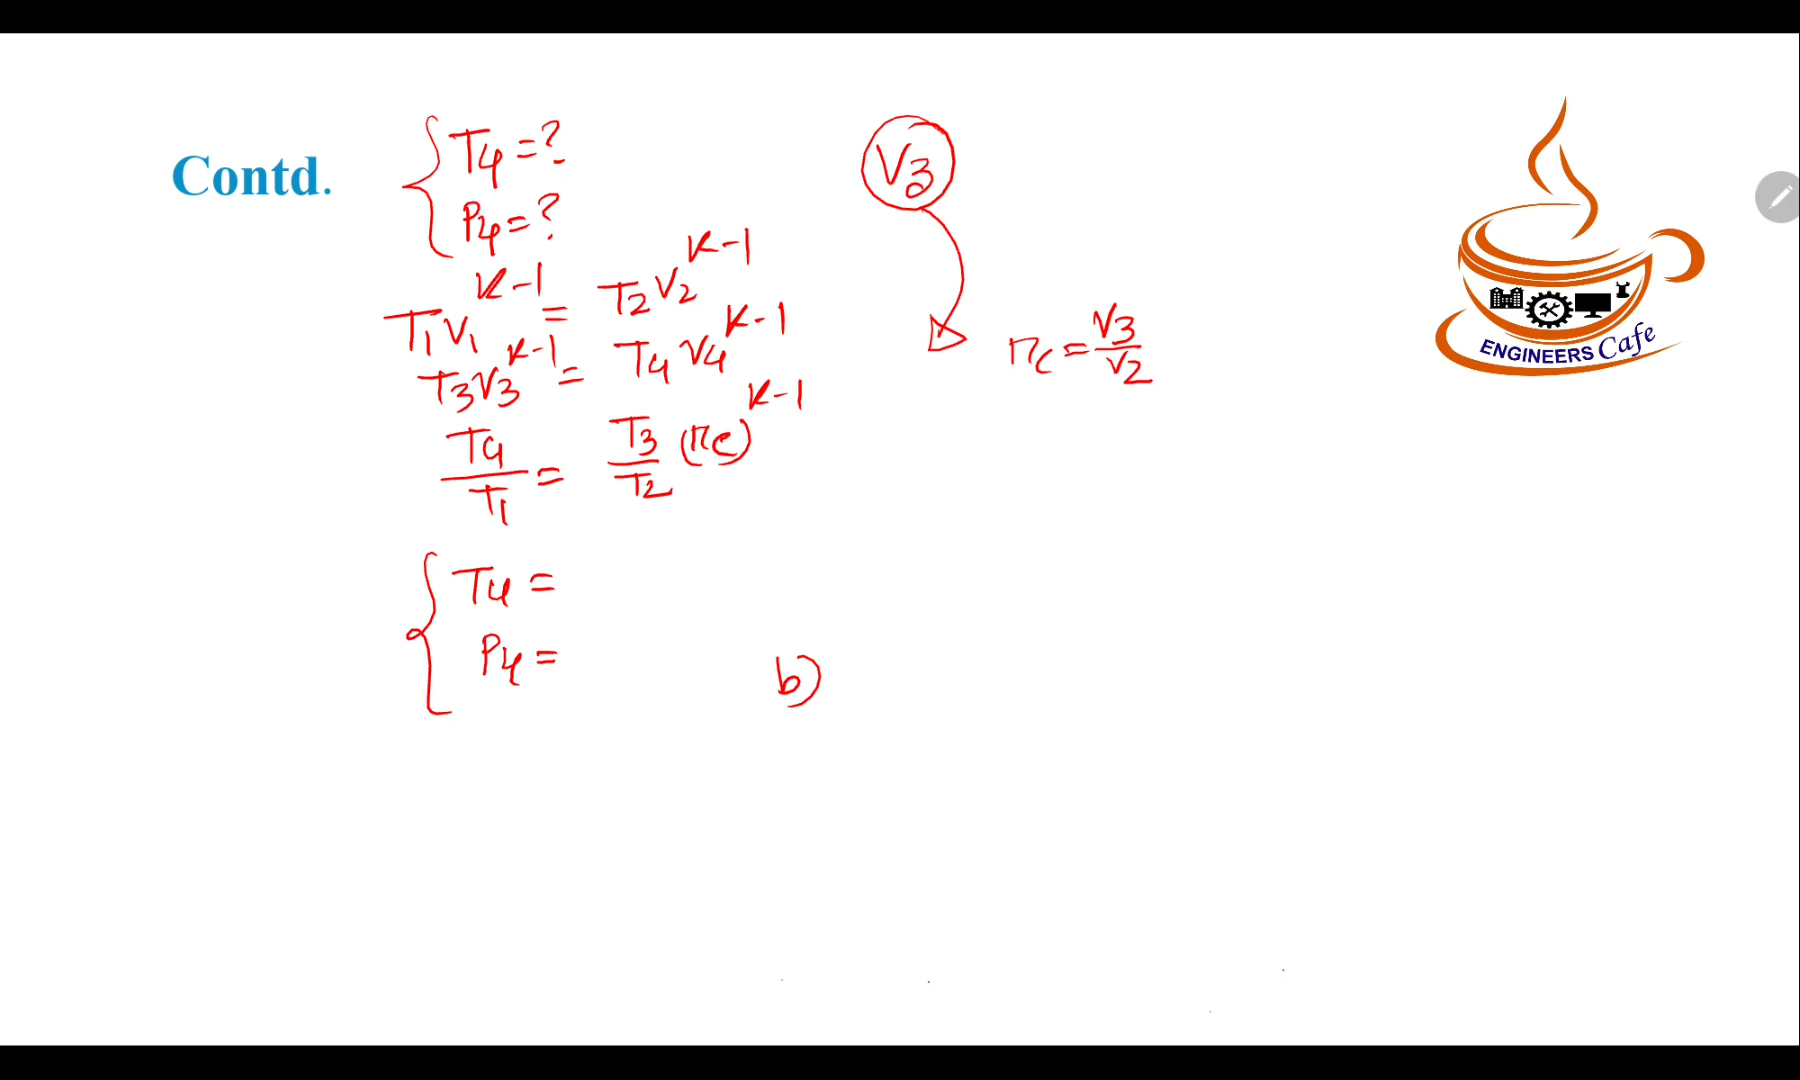 Contd.
T4 = ?
P4 = ?
V3
T1V1^K-1 = T2V2^K-1
T3V3^K-1 = T4V4^K-1
rc = V3/V2
T4/T1 = T3/T2 (rc)^K-1
T4 =
P4 =
b)
ENGINEERS Cafe